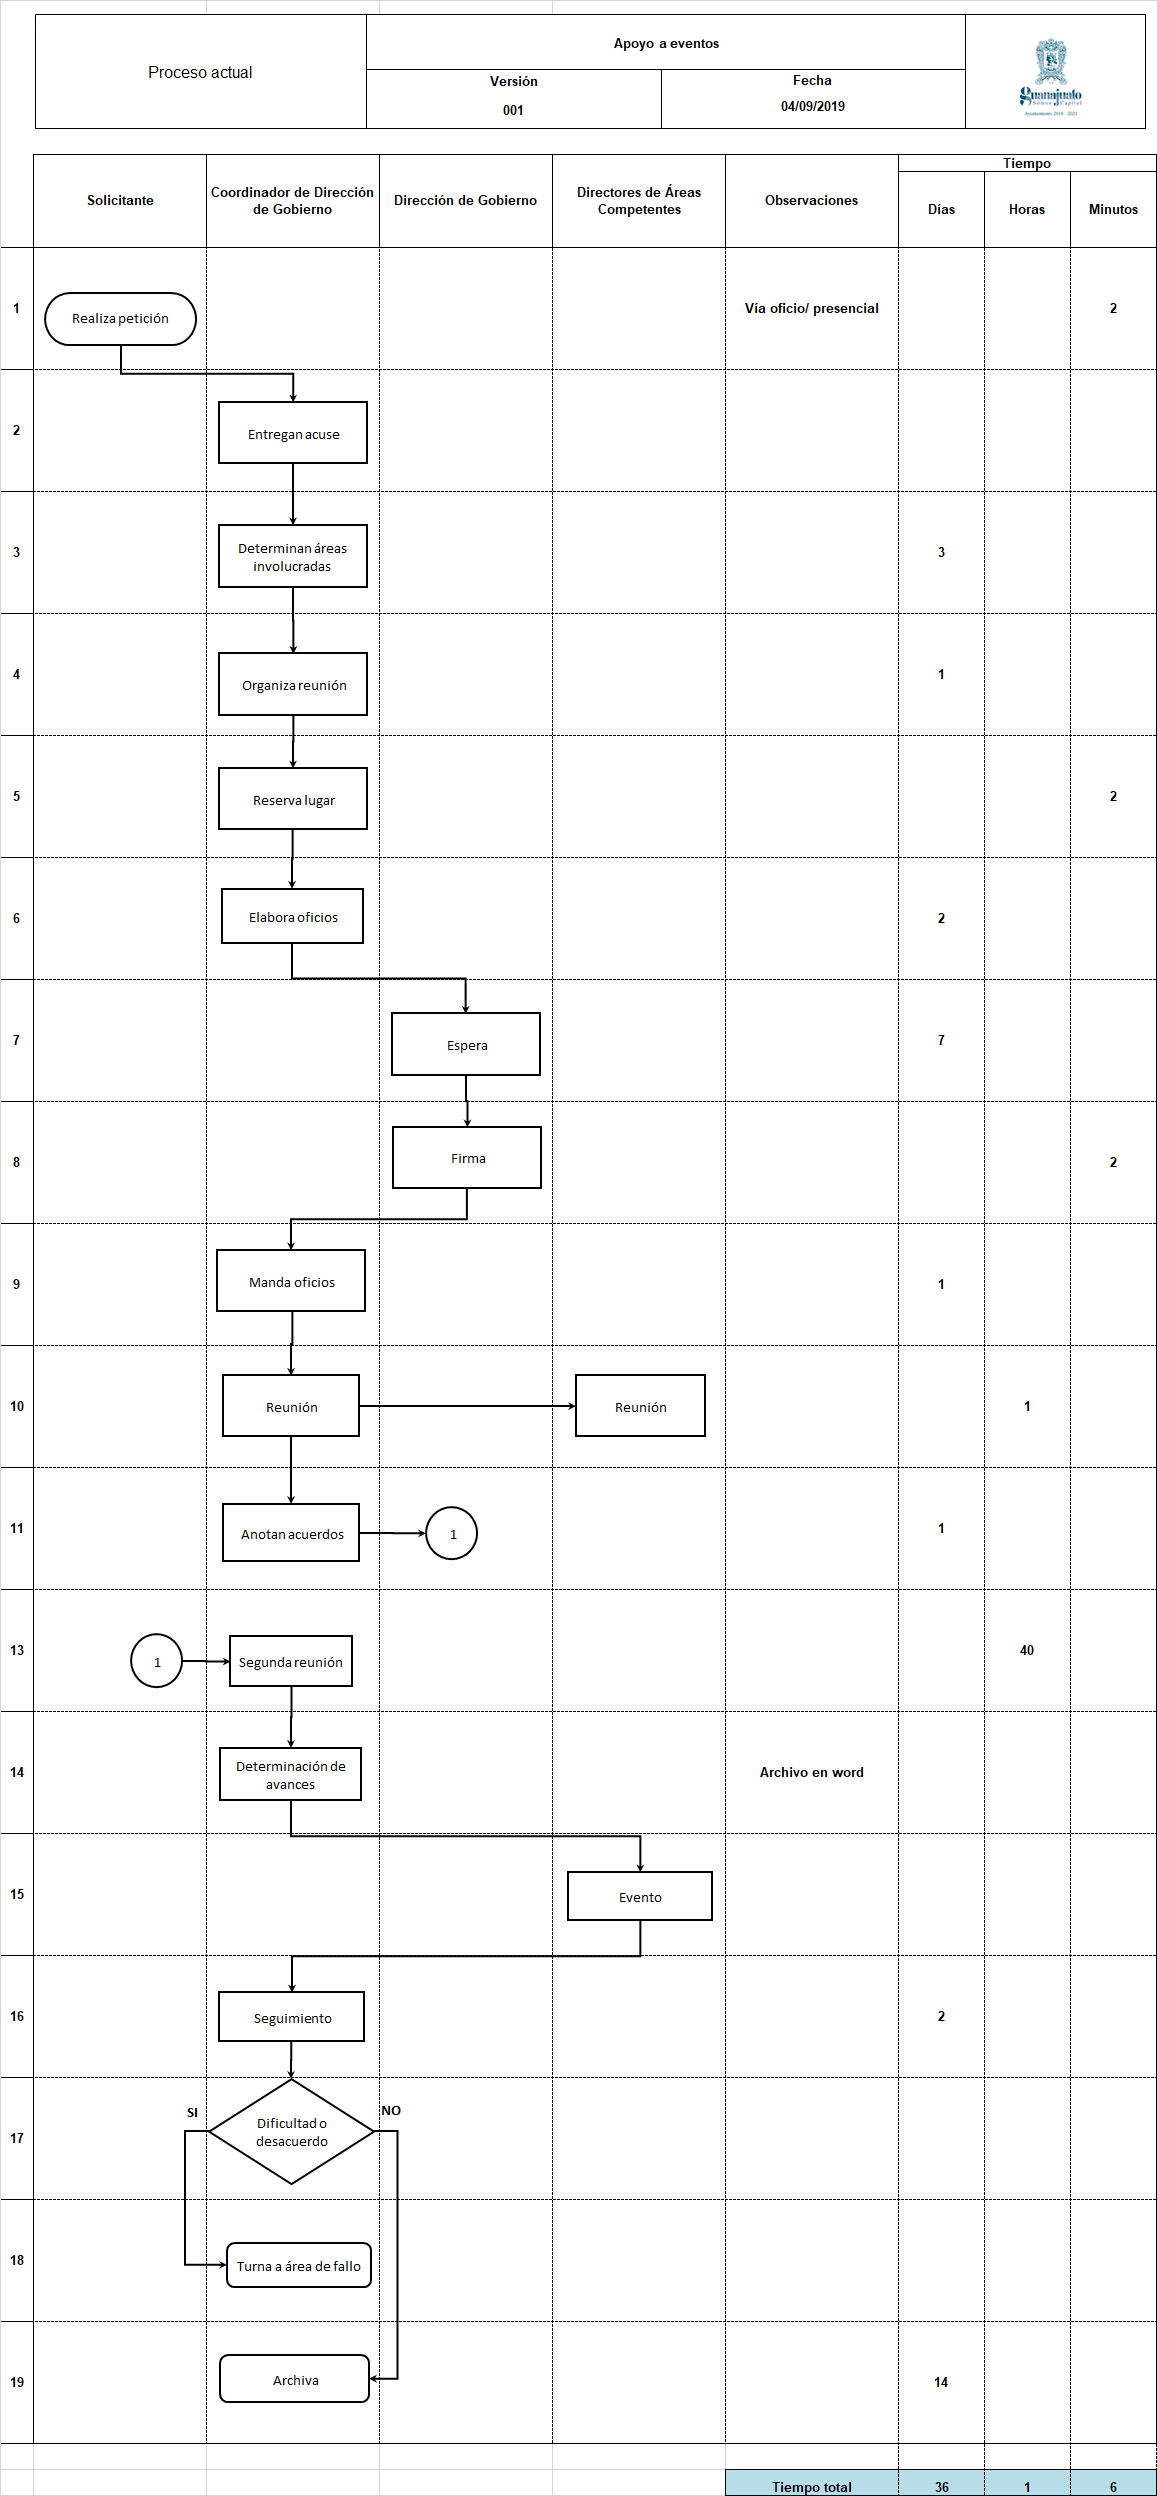 Proceso actual
Apoyo a eventos
Versión
001
Fecha
04/09/2019
Guanajuato
Somos Capital
Ayuntamiento 2018 - 2021
Solicitante
Coordinador de Dirección
de Gobierno
Dirección de Gobierno
Directores de Áreas
Competentes
Observaciones
Tiempo
Días
Horas
Minutos
1
Realiza petición
Vía oficio/ presencial
2
2
Entregan acuse
3
Determinan áreas
involucradas
3
4
Organiza reunión
1
5
Reserva lugar
2
6
Elabora oficios
2
7
Espera
7
8
Firma
2
9
Manda oficios
1
10
Reunión
Reunión
1
11
Anotan acuerdos
1
1
13
1
Segunda reunión
40
14
Determinación de
avances
Archivo en word
15
Evento
16
Seguimiento
2
17
SI
Dificultad o
desacuerdo
NO
18
Turna a área de fallo
19
Archiva
14
Tiempo total
36
1
6